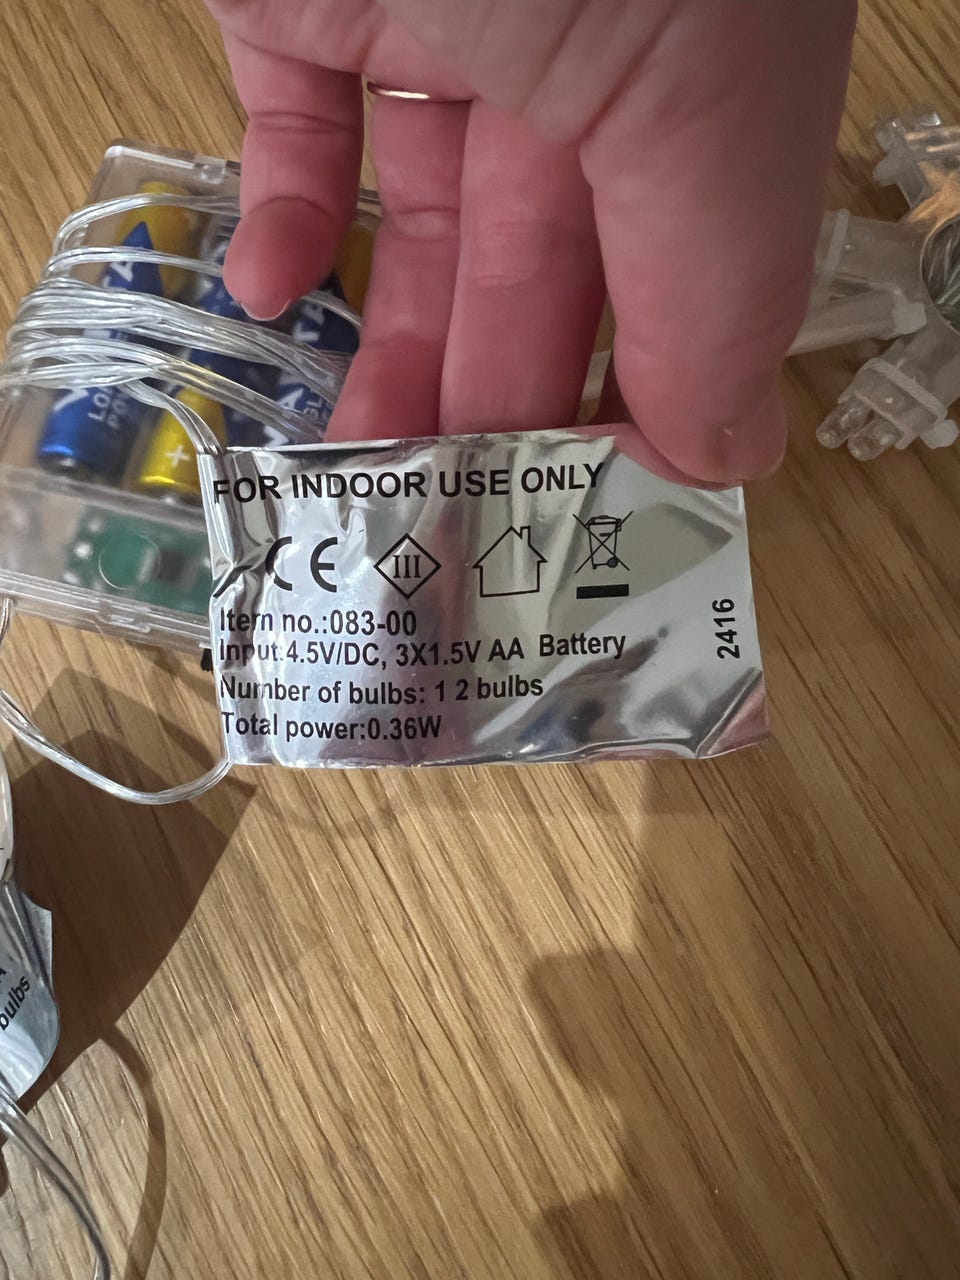 FOR INDOOR USE ONLY
CE
III
Item no.:083-00
Input:4.5V/DC, 3X1.5V AA Battery
Number of bulbs: 1 2 bulbs
Total power:0.36W
2416
bulbs
+